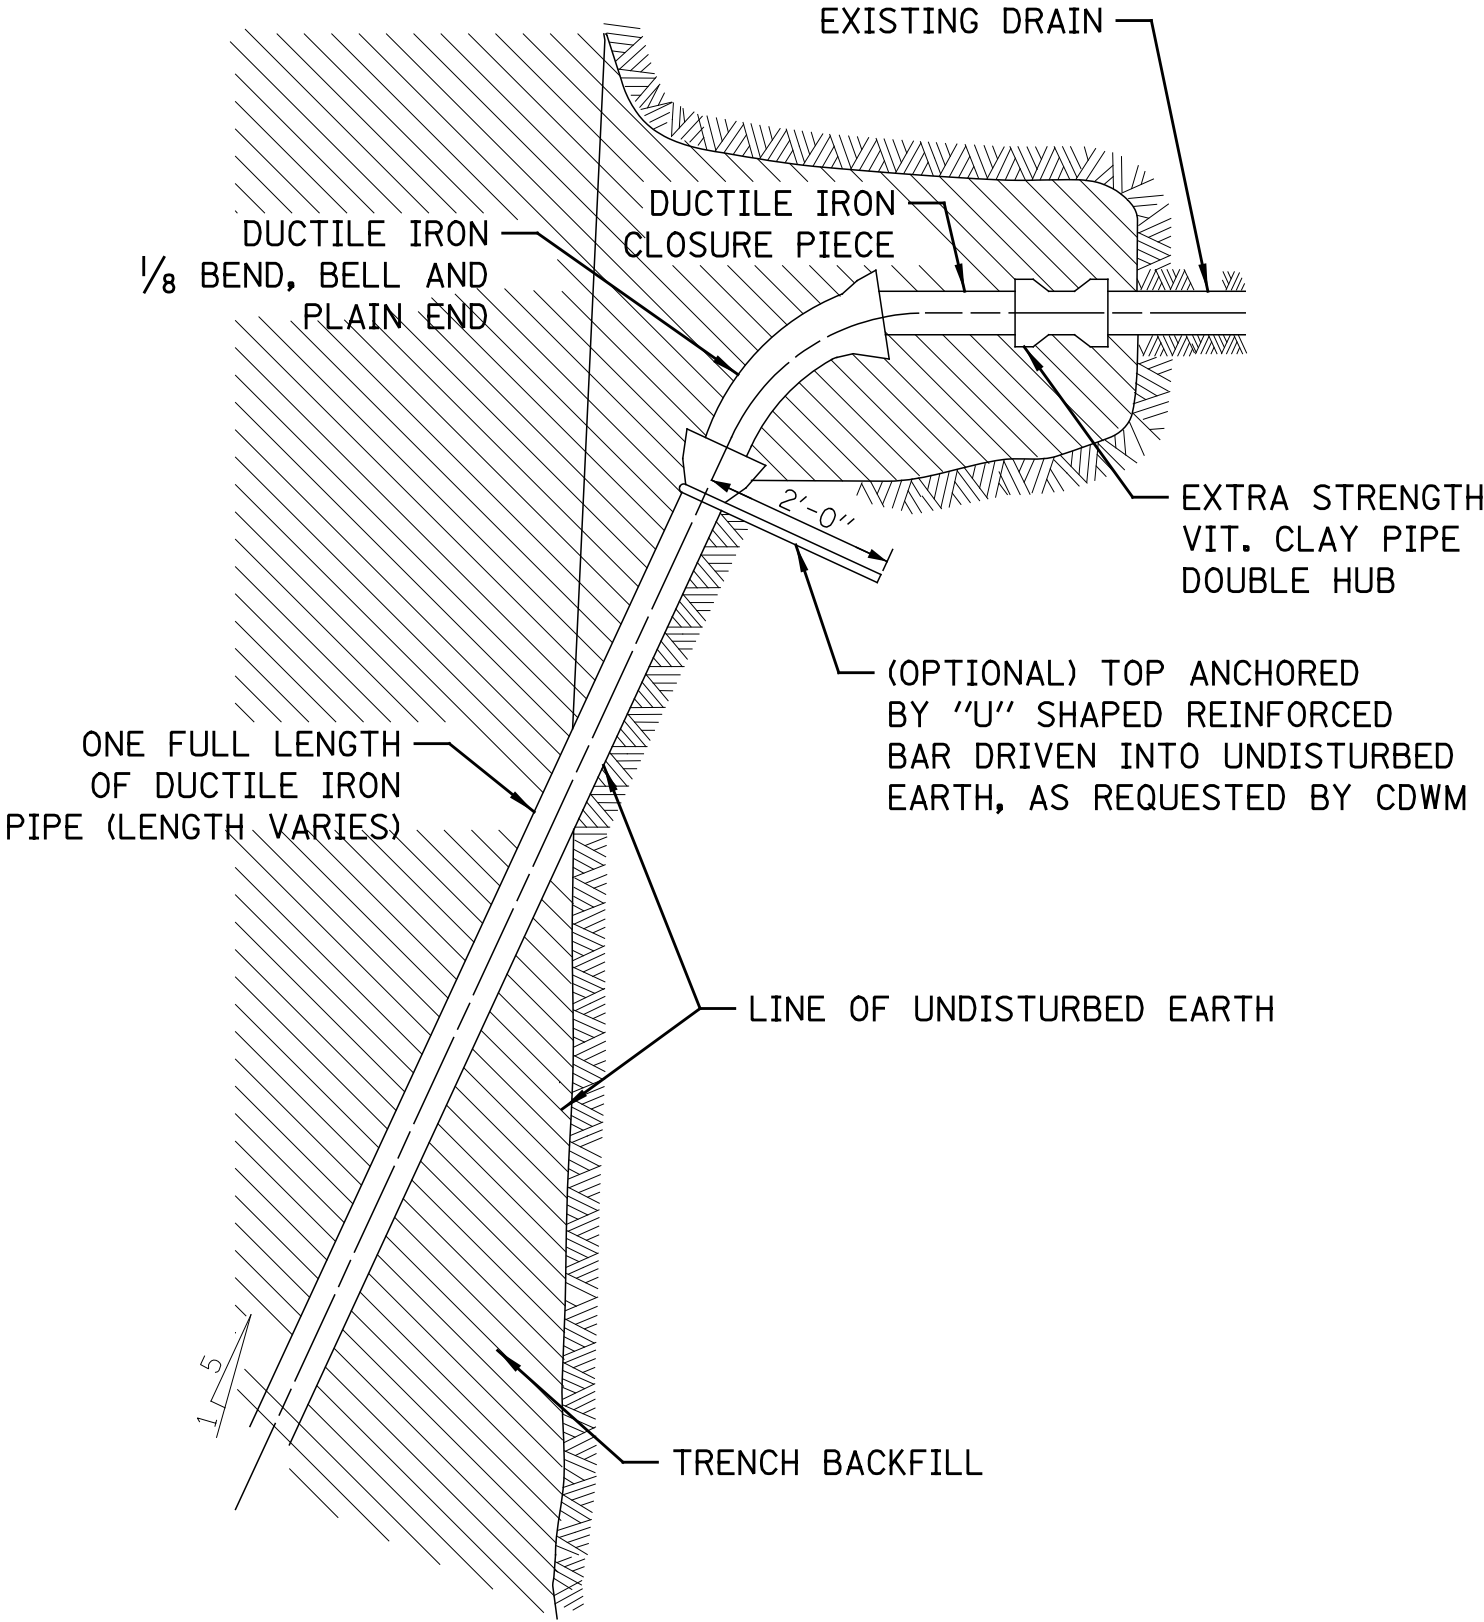 EXISTING DRAIN
DUCTILE IRON
CLOSURE PIECE
DUCTILE IRON
⅛ BEND, BELL AND
PLAIN END
2'-0"
EXTRA STRENGTH
VIT. CLAY PIPE
DOUBLE HUB
(OPTIONAL) TOP ANCHORED
BY "U" SHAPED REINFORCED
BAR DRIVEN INTO UNDISTURBED
EARTH, AS REQUESTED BY CDWM
ONE FULL LENGTH
OF DUCTILE IRON
PIPE (LENGTH VARIES)
LINE OF UNDISTURBED EARTH
5
1
TRENCH BACKFILL